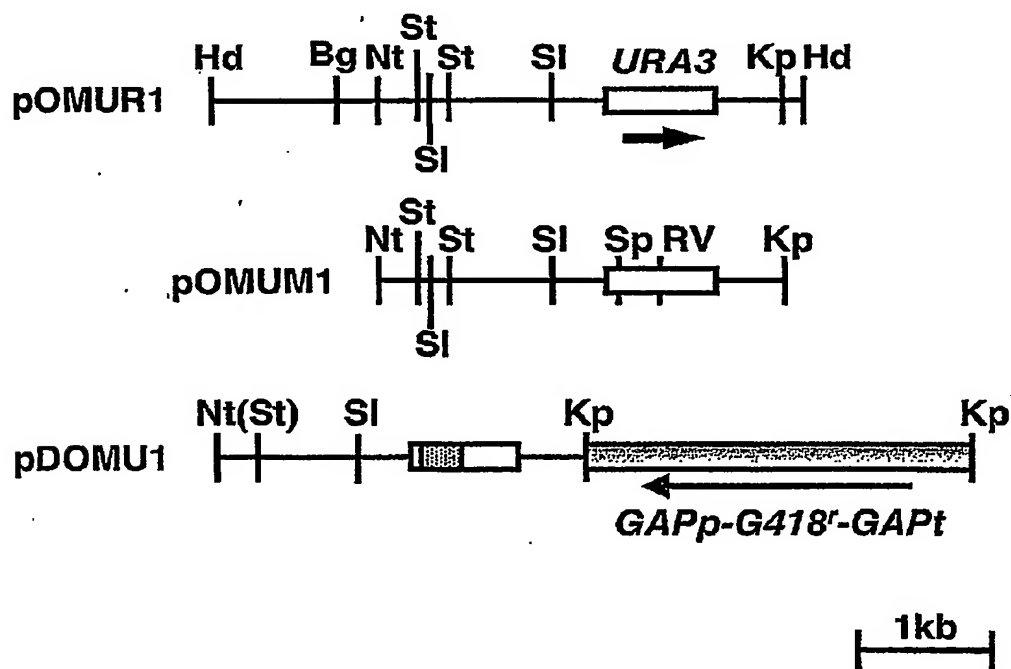 St
Hd Bg Nt St Sl URA3 Kp Hd
pOMUR1
Sl
St
Nt St Sl Sp RV Kp
pOMUM1
Sl
Nt(St) Sl Kp Kp
pDOMU1
GAPp-G418ʳ-GAPt
1kb